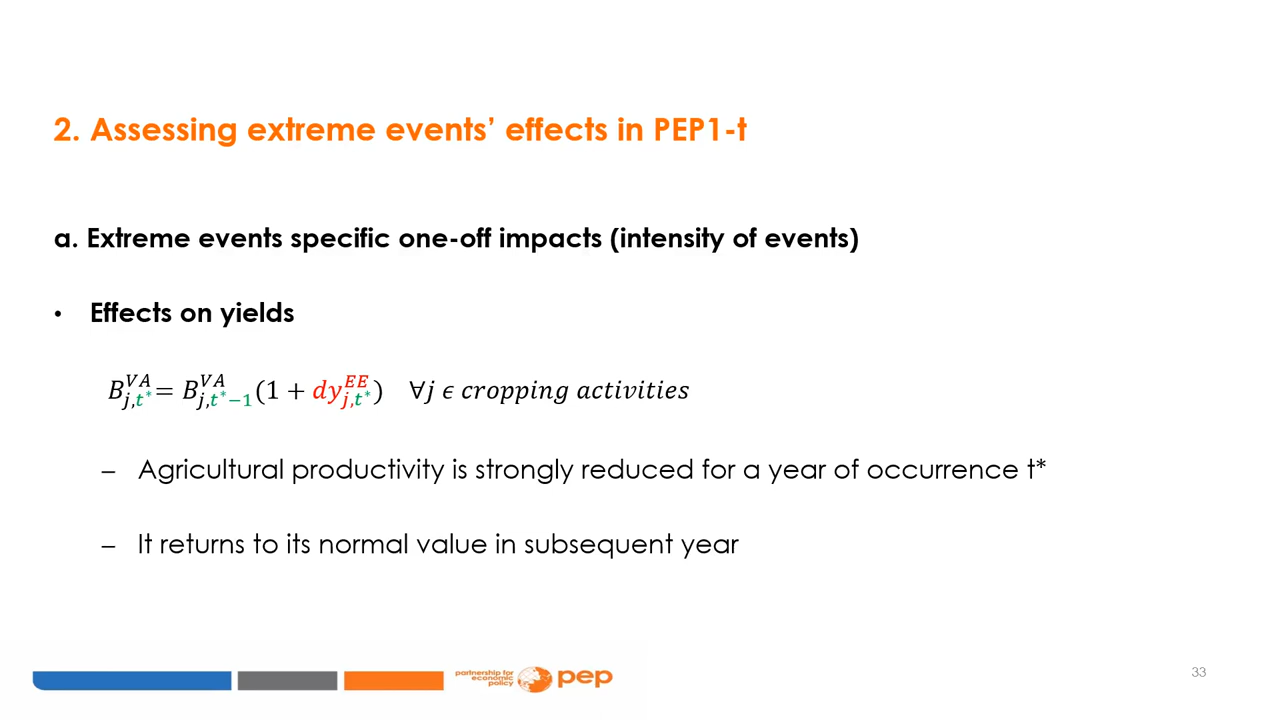 2. Assessing extreme events’ effects in PEP1-t
a. Extreme events specific one-off impacts (intensity of events)
• Effects on yields
B^{VA}_{j,t*} = B^{VA}_{j,t*−1}(1 + dy^{EE}_{j,t*}) ∀j ϵ cropping activities
– Agricultural productivity is strongly reduced for a year of occurrence t*
– It returns to its normal value in subsequent year
partnership for
economic
policy
pep
33